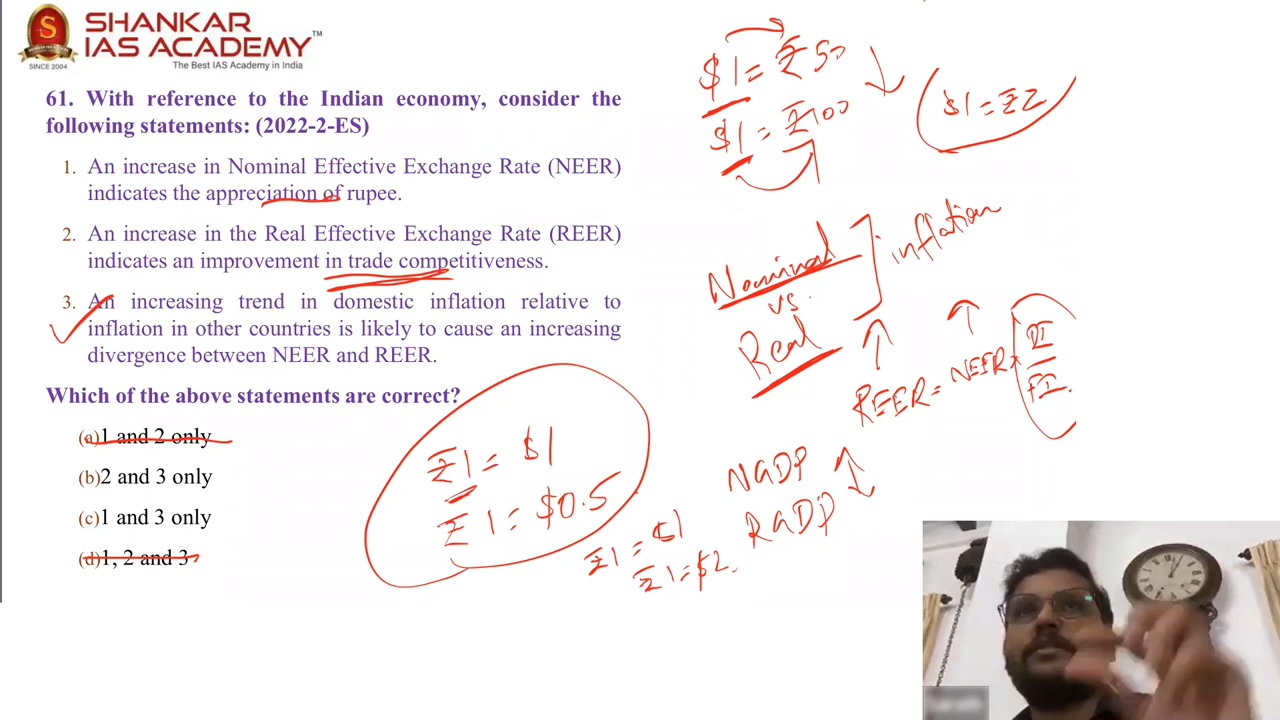 SHANKAR
IAS ACADEMY™
SINCE 2004
The Best IAS Academy in India
61. With reference to the Indian economy, consider the
following statements: (2022-2-ES)
1. An increase in Nominal Effective Exchange Rate (NEER)
indicates the appreciation of rupee.
2. An increase in the Real Effective Exchange Rate (REER)
indicates an improvement in trade competitiveness.
3. An increasing trend in domestic inflation relative to
inflation in other countries is likely to cause an increasing
divergence between NEER and REER.
Which of the above statements are correct?
(a)1 and 2 only
(b)2 and 3 only
(c)1 and 3 only
(d)1, 2 and 3
$1 = ₹50
$1 = ₹100
$1 = ₹2
Nominal
vs
Real
inflation
REER = NEER ×
DI
FI.
₹1 = $1
₹1 = $0.5
NGDP
RGDP
₹1 = $1
₹1 = $2.